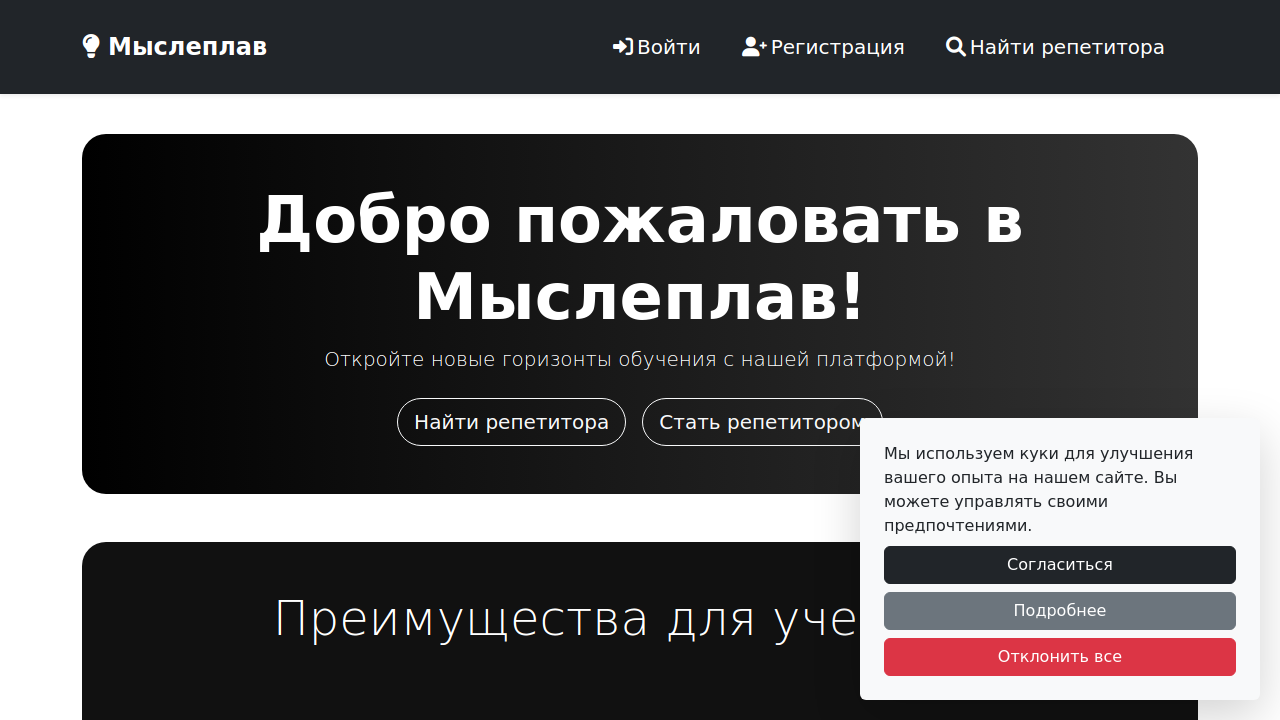 Мыслеплав
Войти
Регистрация
Найти репетитора
Добро пожаловать в
Мыслеплав!
Откройте новые горизонты обучения с нашей платформой!
Найти репетитора
Стать репетитором
Мы используем куки для улучшения
вашего опыта на нашем сайте. Вы
можете управлять своими
предпочтениями.
Согласиться
Подробнее
Отклонить все
Преимущества для